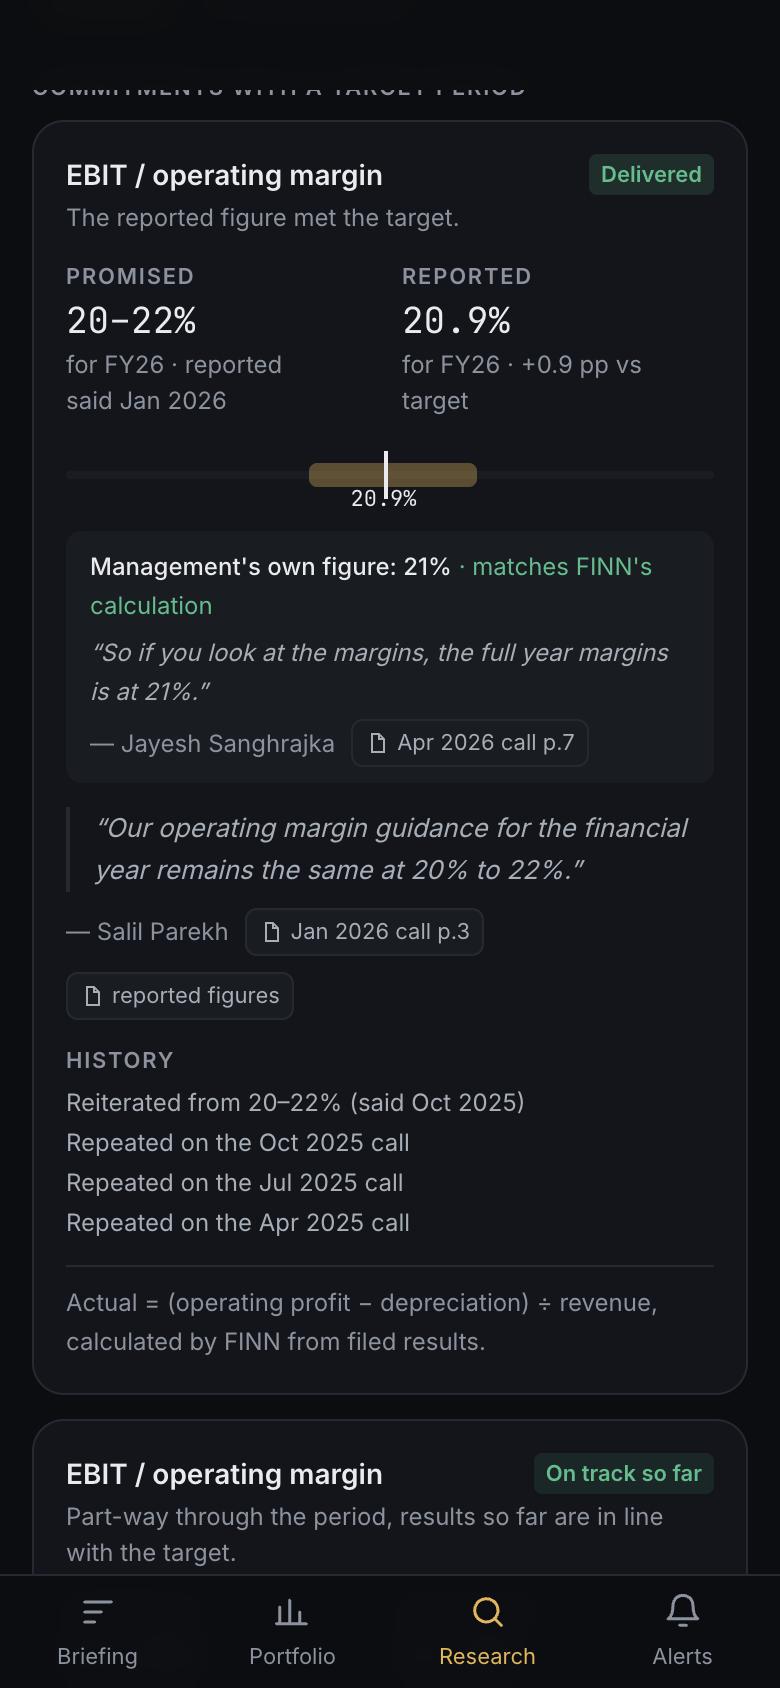 COMMITMENTS WITH A TARGET PERIOD
EBIT / operating margin
Delivered
The reported figure met the target.
PROMISED
20–22%
for FY26 · reported
said Jan 2026
REPORTED
20.9%
for FY26 · +0.9 pp vs
target
20.9%
Management's own figure: 21% · matches FINN's
calculation
“So if you look at the margins, the full year margins
is at 21%.”
— Jayesh Sanghrajka
Apr 2026 call p.7
“Our operating margin guidance for the financial
year remains the same at 20% to 22%.”
— Salil Parekh
Jan 2026 call p.3
reported figures
HISTORY
Reiterated from 20–22% (said Oct 2025)
Repeated on the Oct 2025 call
Repeated on the Jul 2025 call
Repeated on the Apr 2025 call
Actual = (operating profit − depreciation) ÷ revenue,
calculated by FINN from filed results.
EBIT / operating margin
On track so far
Part-way through the period, results so far are in line
with the target.
Briefing
Portfolio
Research
Alerts